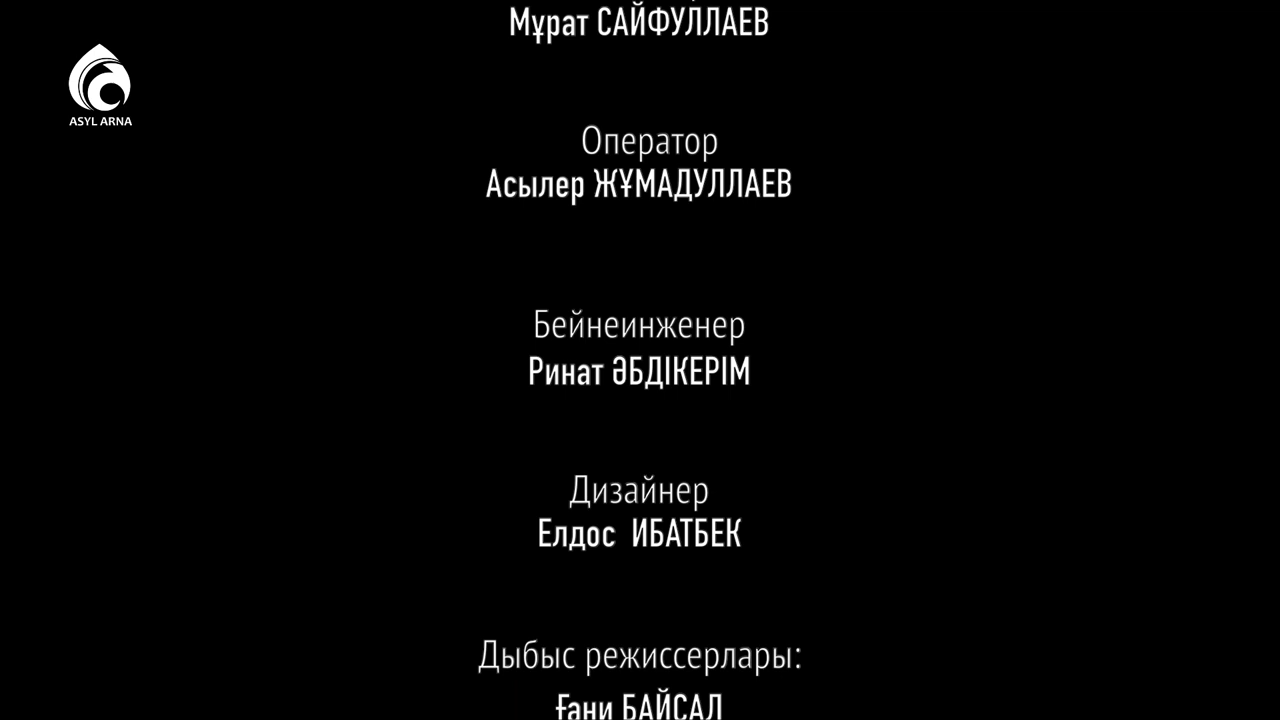 Мұрат САЙФУЛЛАЕВ
ASYL ARNA
Оператор
Асылер ЖҰМАДУЛЛАЕВ
Бейнеинженер
Ринат ӘБДІКЕРІМ
Дизайнер
Елдос ИБАТБЕК
Дыбыс режиссерлары:
Ғани БАЙСАЛ